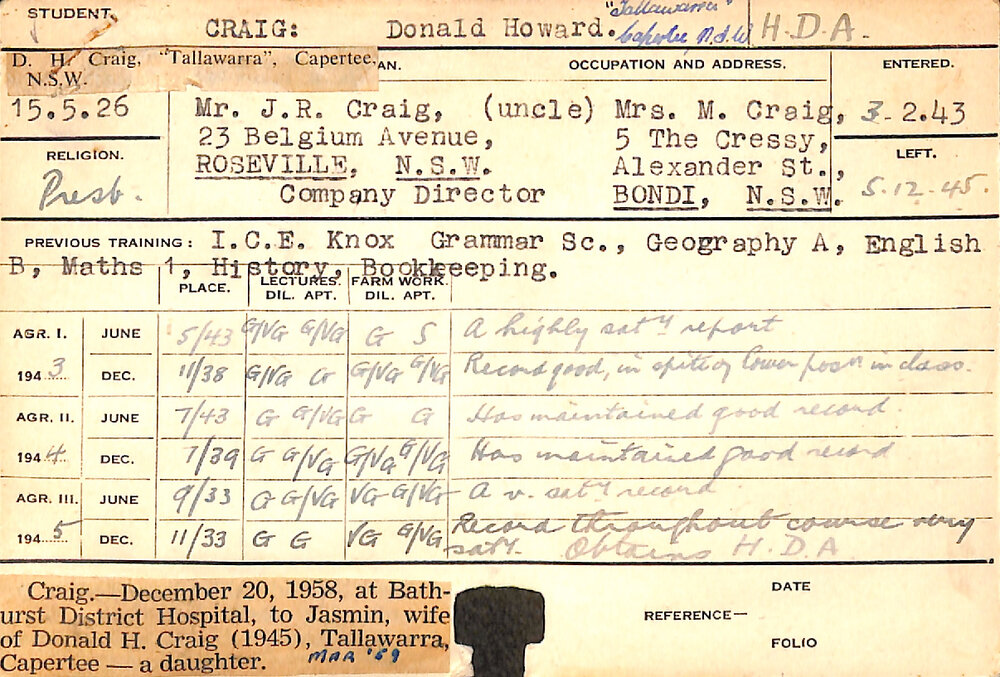 STUDENT.
CRAIG: Donald Howard. "Tallawarra" H.D.A.
Capertee N.S.W
D. H. Craig, "Tallawarra", Capertee, AN. OCCUPATION AND ADDRESS. ENTERED.
N.S.W.
15.5.26 Mr. J.R. Craig, (uncle) Mrs. M. Craig, 3-2.43
23 Belgium Avenue, 5 The Cressy,
RELIGION. ROSEVILLE, N.S.W. Alexander St., LEFT.
Presb. Company Director BONDI, N.S.W. 5.12.45.
PREVIOUS TRAINING: I.C.E. Knox Grammar Sc., Geography A, English
B, Maths 1, History, Bookkeeping.
PLACE. LECTURES. FARM WORK.
DIL. APT. DIL. APT.
AGR. I. JUNE 5/43 G/VG G/VG G S A highly sat'y report
1943 DEC. 11/38 G/VG G G/VG G/VG Record good, in spite of lower posn in class.
AGR. II. JUNE 7/43 G G/VG G G Has maintained good record.
1944 DEC. 7/39 G G/VG G/VG G/VG Has maintained good record
AGR. III. JUNE 9/33 G G/VG VG G/VG A v. sat'y record
1945 DEC. 11/33 G G VG G/VG Record throughout course very
sat'y. Obtains H.D.A
Craig.—December 20, 1958, at Bath-
urst District Hospital, to Jasmin, wife
of Donald H. Craig (1945), Tallawarra,
Capertee — a daughter. MAR '59
DATE
REFERENCE—
FOLIO